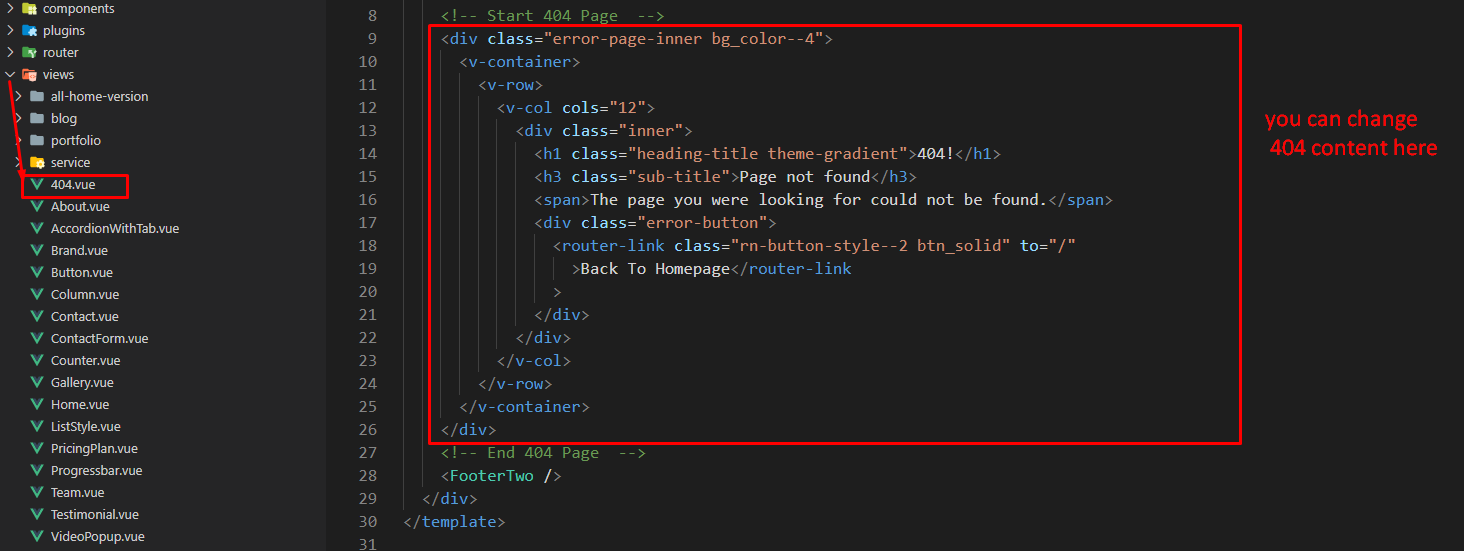 components
plugins
router
views
all-home-version
blog
portfolio
service
404.vue
About.vue
AccordionWithTab.vue
Brand.vue
Button.vue
Column.vue
Contact.vue
ContactForm.vue
Counter.vue
Gallery.vue
Home.vue
ListStyle.vue
PricingPlan.vue
Progressbar.vue
Team.vue
Testimonial.vue
VideoPopup.vue
8 <!-- Start 404 Page  -->
9 <div class="error-page-inner bg_color--4">
10 <v-container>
11 <v-row>
12 <v-col cols="12">
13 <div class="inner">
14 <h1 class="heading-title theme-gradient">404!</h1>
15 <h3 class="sub-title">Page not found</h3>
16 <span>The page you were looking for could not be found.</span>
17 <div class="error-button">
18 <router-link class="rn-button-style--2 btn_solid" to="/"
19 >Back To Homepage</router-link
20 >
21 </div>
22 </div>
23 </v-col>
24 </v-row>
25 </v-container>
26 </div>
27 <!-- End 404 Page  -->
28 <FooterTwo />
29 </div>
30 </template>
31
you can change
404 content here